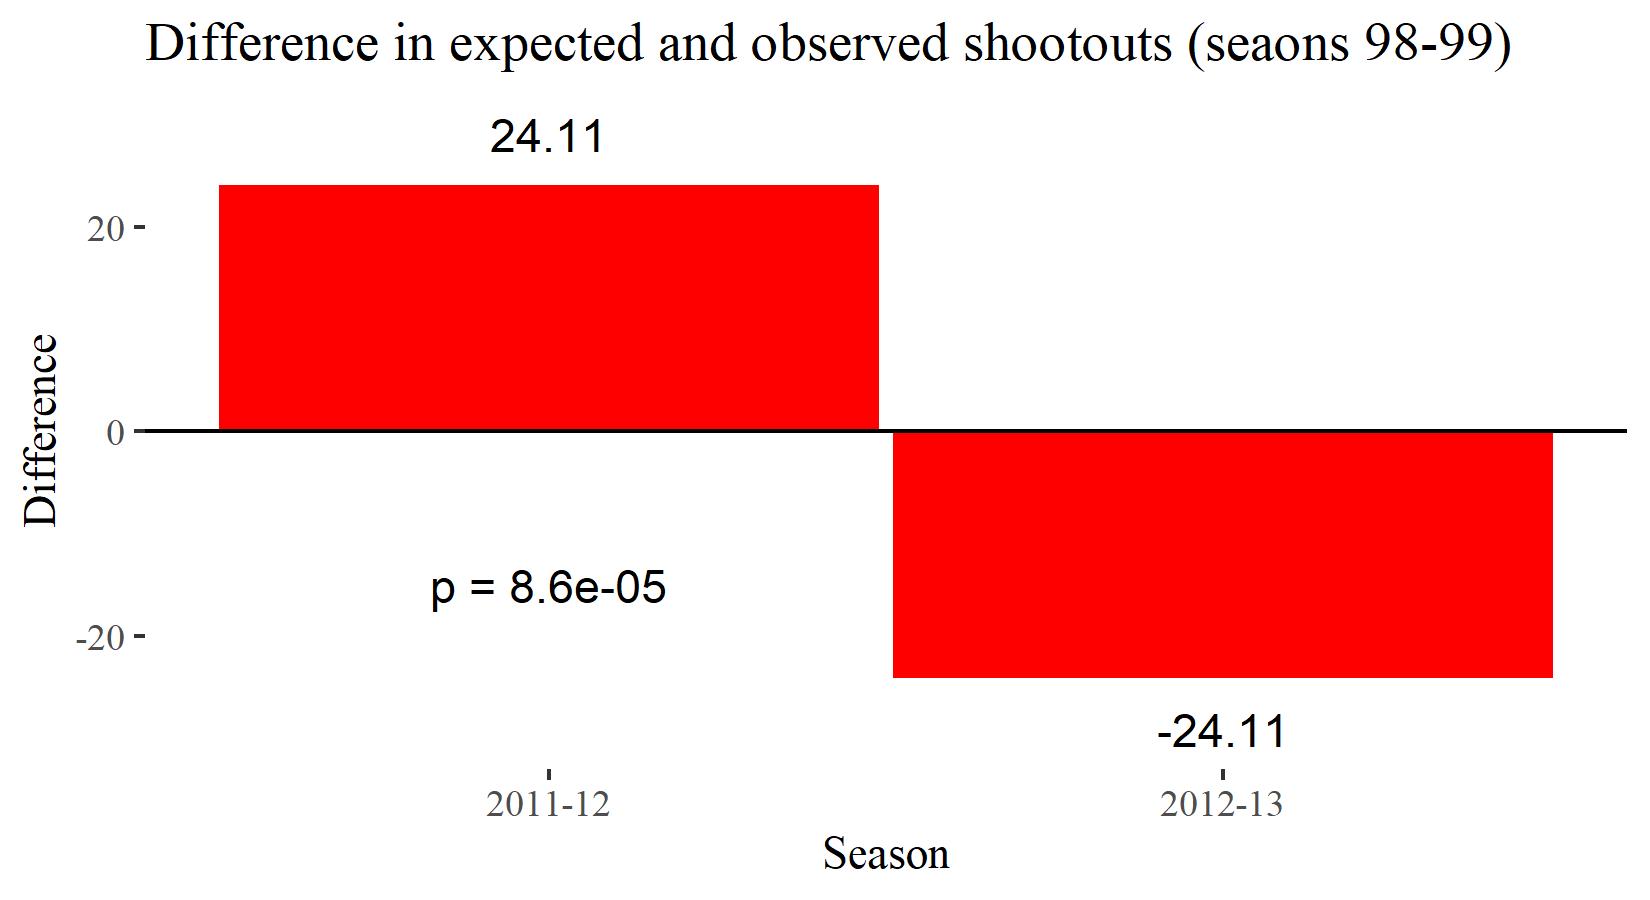 Difference in expected and observed shootouts (seaons 98-99)
24.11
20
0
-20
Difference
p = 8.6e-05
-24.11
2011-12
2012-13
Season